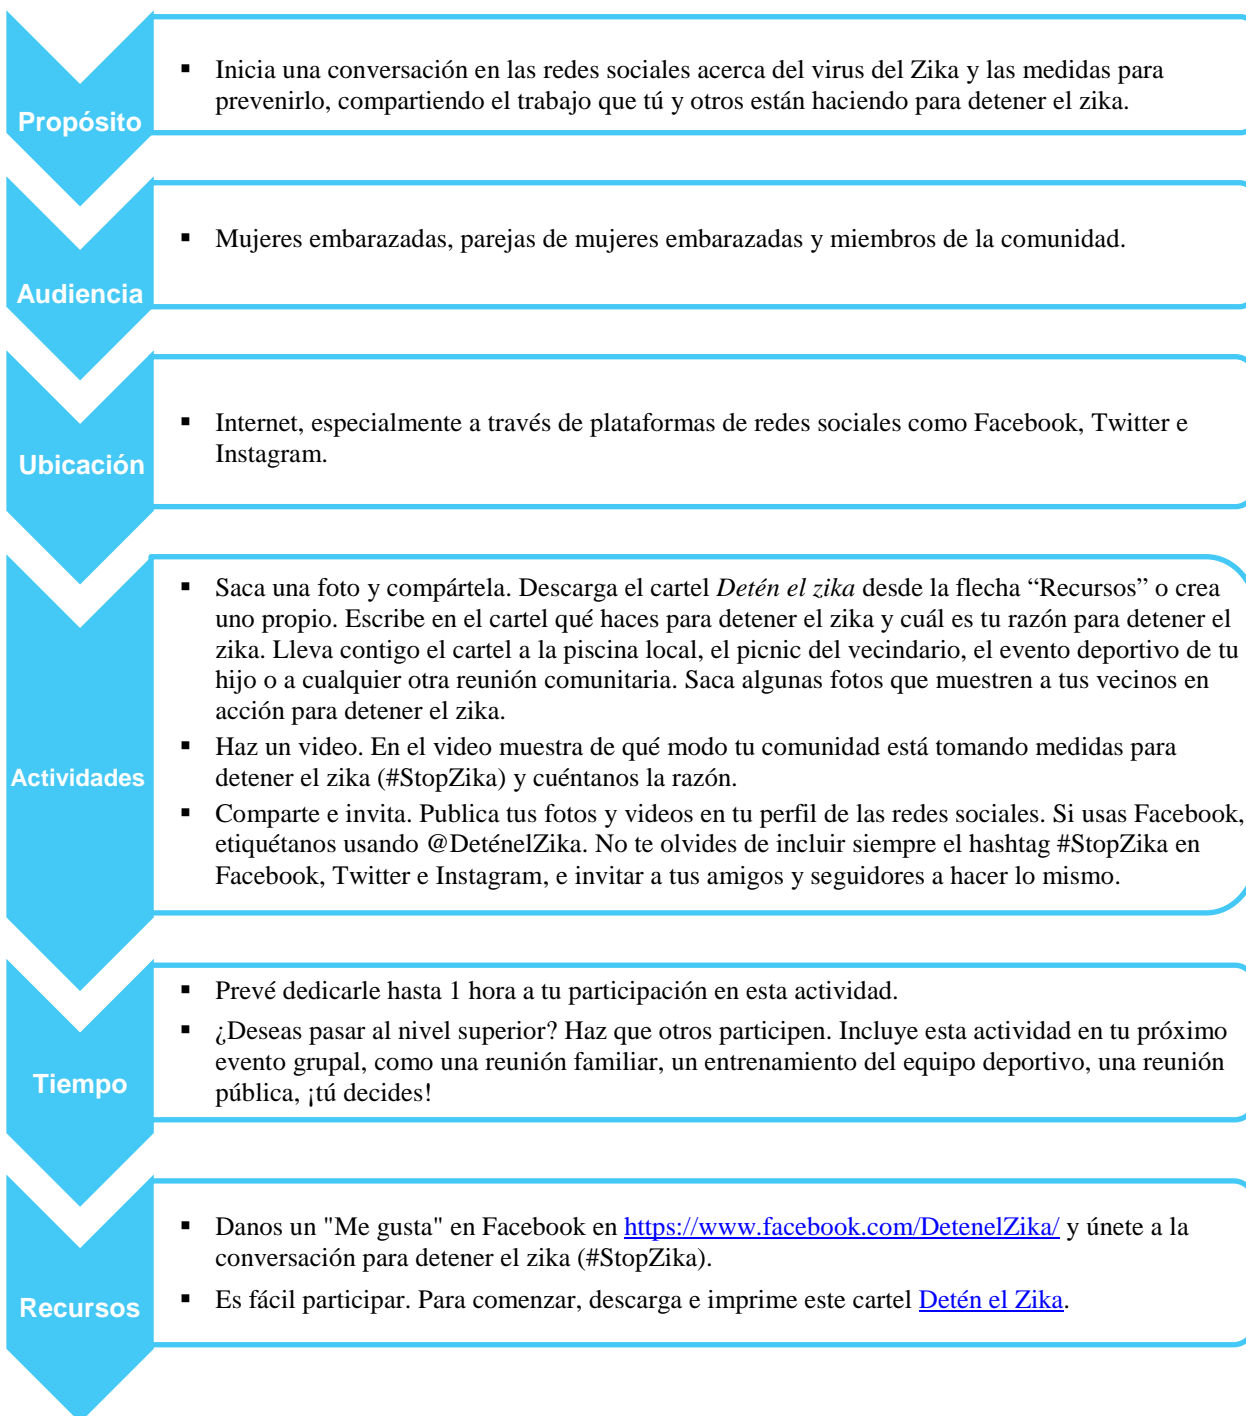 Propósito
▪ Inicia una conversación en las redes sociales acerca del virus del Zika y las medidas para
prevenirlo, compartiendo el trabajo que tú y otros están haciendo para detener el zika.
Audiencia
▪ Mujeres embarazadas, parejas de mujeres embarazadas y miembros de la comunidad.
Ubicación
▪ Internet, especialmente a través de plataformas de redes sociales como Facebook, Twitter e
Instagram.
Actividades
▪ Saca una foto y compártela. Descarga el cartel Detén el zika desde la flecha “Recursos” o crea
uno propio. Escribe en el cartel qué haces para detener el zika y cuál es tu razón para detener el
zika. Lleva contigo el cartel a la piscina local, el picnic del vecindario, el evento deportivo de tu
hijo o a cualquier otra reunión comunitaria. Saca algunas fotos que muestren a tus vecinos en
acción para detener el zika.
▪ Haz un video. En el video muestra de qué modo tu comunidad está tomando medidas para
detener el zika (#StopZika) y cuéntanos la razón.
▪ Comparte e invita. Publica tus fotos y videos en tu perfil de las redes sociales. Si usas Facebook,
etiquétanos usando @DeténelZika. No te olvides de incluir siempre el hashtag #StopZika en
Facebook, Twitter e Instagram, e invitar a tus amigos y seguidores a hacer lo mismo.
Tiempo
▪ Prevé dedicarle hasta 1 hora a tu participación en esta actividad.
▪ ¿Deseas pasar al nivel superior? Haz que otros participen. Incluye esta actividad en tu próximo
evento grupal, como una reunión familiar, un entrenamiento del equipo deportivo, una reunión
pública, ¡tú decides!
Recursos
▪ Danos un "Me gusta" en Facebook en https://www.facebook.com/DetenelZika/ y únete a la
conversación para detener el zika (#StopZika).
▪ Es fácil participar. Para comenzar, descarga e imprime este cartel Detén el Zika.